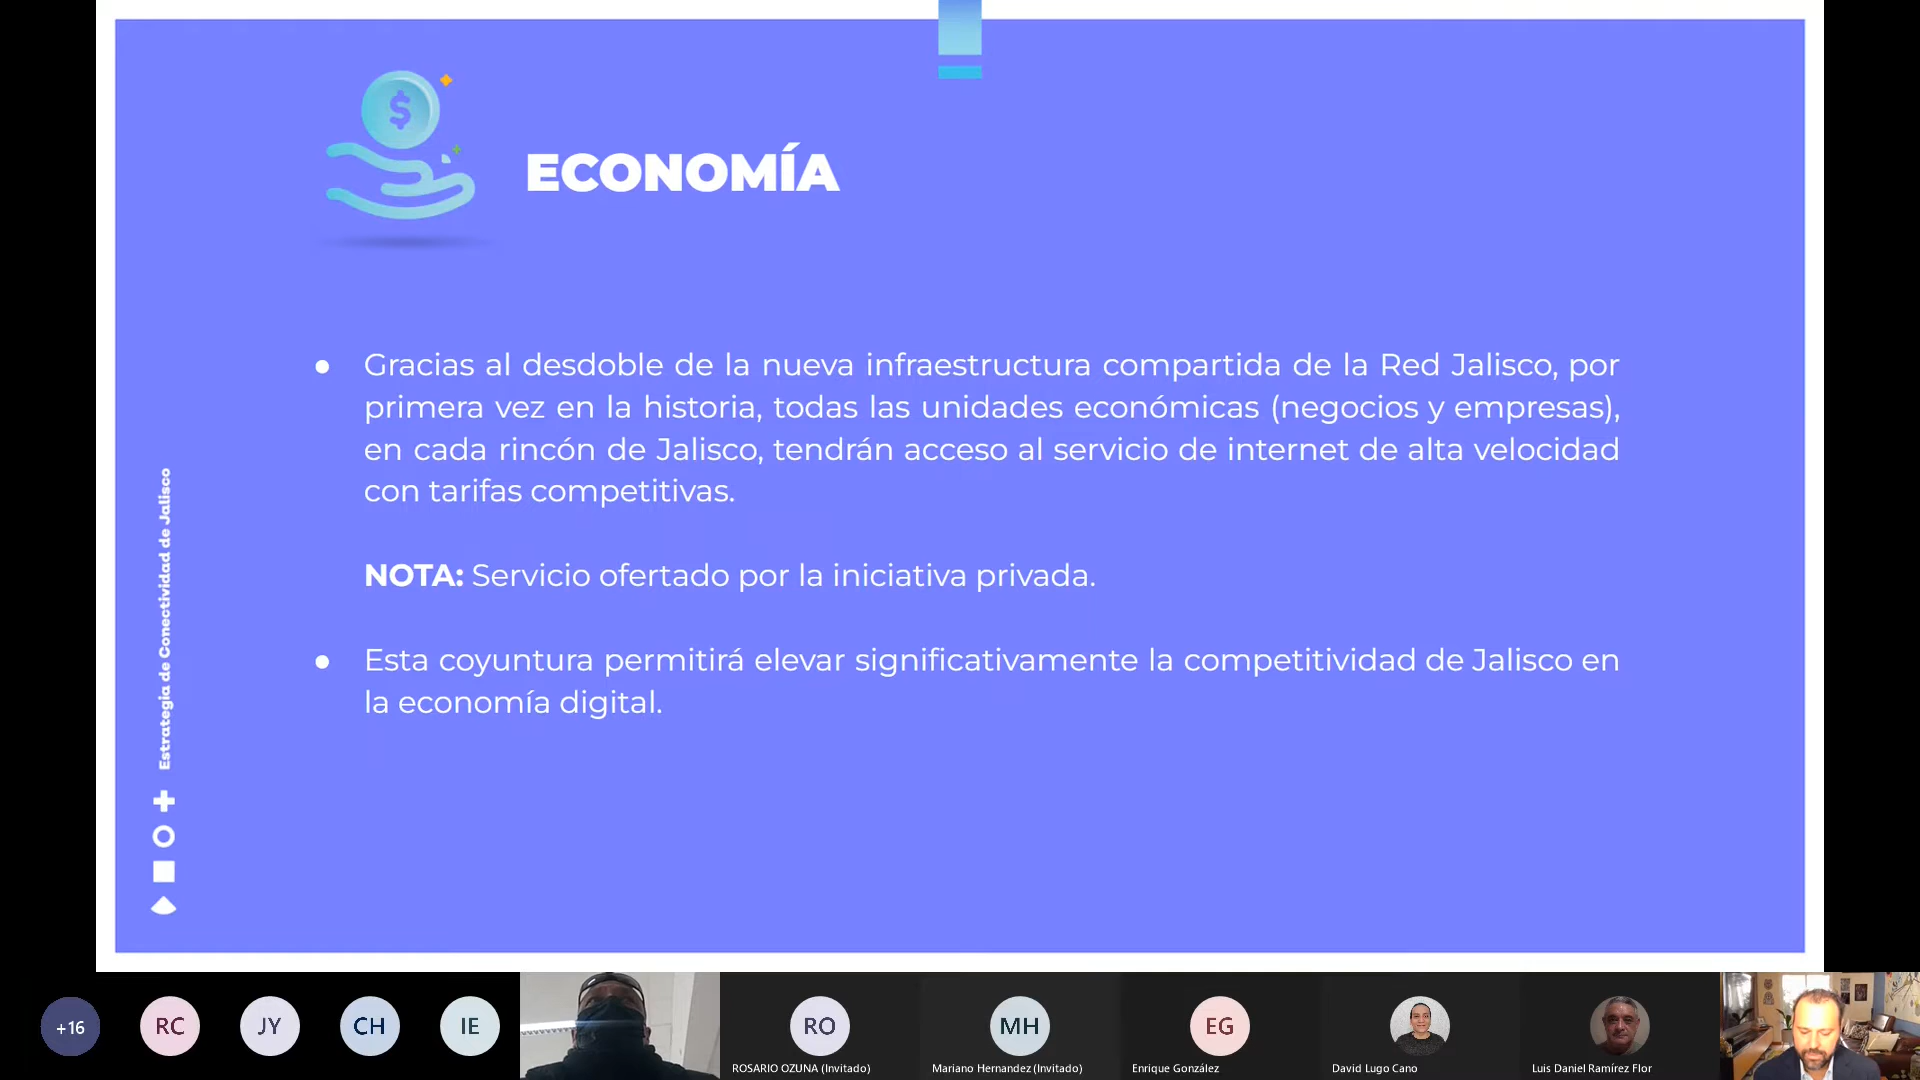 $
ECONOMÍA
Gracias al desdoble de la nueva infraestructura compartida de la Red Jalisco, por
primera vez en la historia, todas las unidades económicas (negocios y empresas),
en cada rincón de Jalisco, tendrán acceso al servicio de internet de alta velocidad
con tarifas competitivas.
NOTA: Servicio ofertado por la iniciativa privada.
Esta coyuntura permitirá elevar significativamente la competitividad de Jalisco en
la economía digital.
Estrategia de Conectividad de Jalisco
+16
RC
JY
CH
IE
RO
MH
EG
ROSARIO OZUNA (Invitado)
Mariano Hernandez (Invitado)
Enrique González
David Lugo Cano
Luis Daniel Ramírez Flor